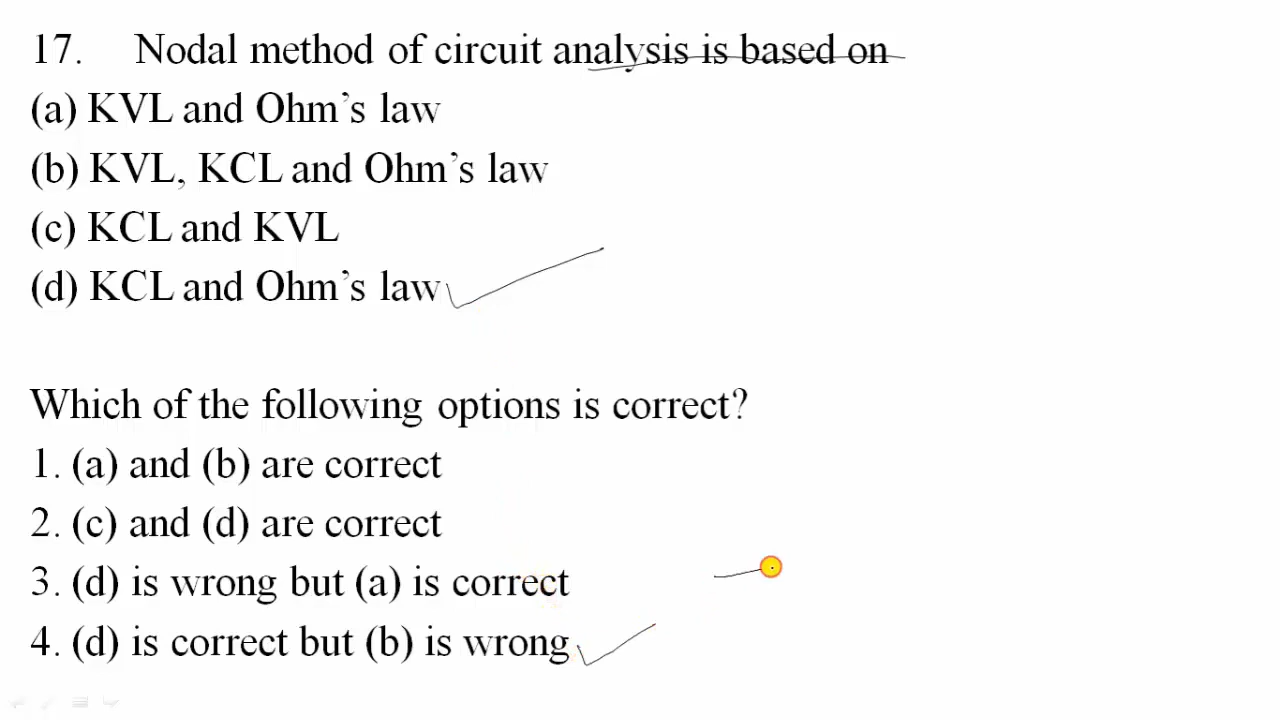 17. Nodal method of circuit analysis is based on
(a) KVL and Ohm's law
(b) KVL, KCL and Ohm's law
(c) KCL and KVL
(d) KCL and Ohm's law
Which of the following options is correct?
1. (a) and (b) are correct
2. (c) and (d) are correct
3. (d) is wrong but (a) is correct
4. (d) is correct but (b) is wrong